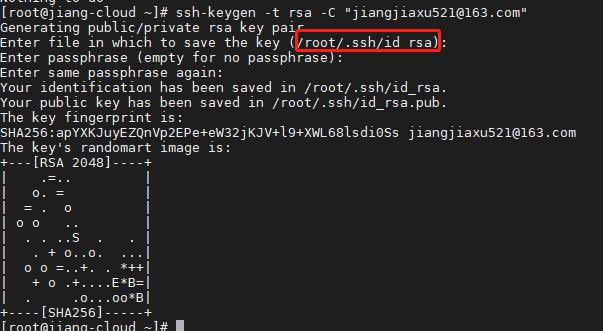 Nothing to do
[root@jiang-cloud ~]# ssh-keygen -t rsa -C "jiangjiaxu521@163.com"
Generating public/private rsa key pair.
Enter file in which to save the key (/root/.ssh/id_rsa):
Enter passphrase (empty for no passphrase):
Enter same passphrase again:
Your identification has been saved in /root/.ssh/id_rsa.
Your public key has been saved in /root/.ssh/id_rsa.pub.
The key fingerprint is:
SHA256:apYXKJuyEZQnVp2EPe+eW32jKJV+l9+XWL68lsdi0Ss jiangjiaxu521@163.com
The key's randomart image is:
+---[RSA 2048]----+
|    .=..         |
|   o. =          |
|  = .  o         |
| o o   ..        |
|  . . ..S  .   . |
|   . + o..o.  ...|
|  o o =..+. . *++|
|   + o .+....E*B=|
|  .     .o...oo*B|
+----[SHA256]-----+
[root@jiang-cloud ~]#